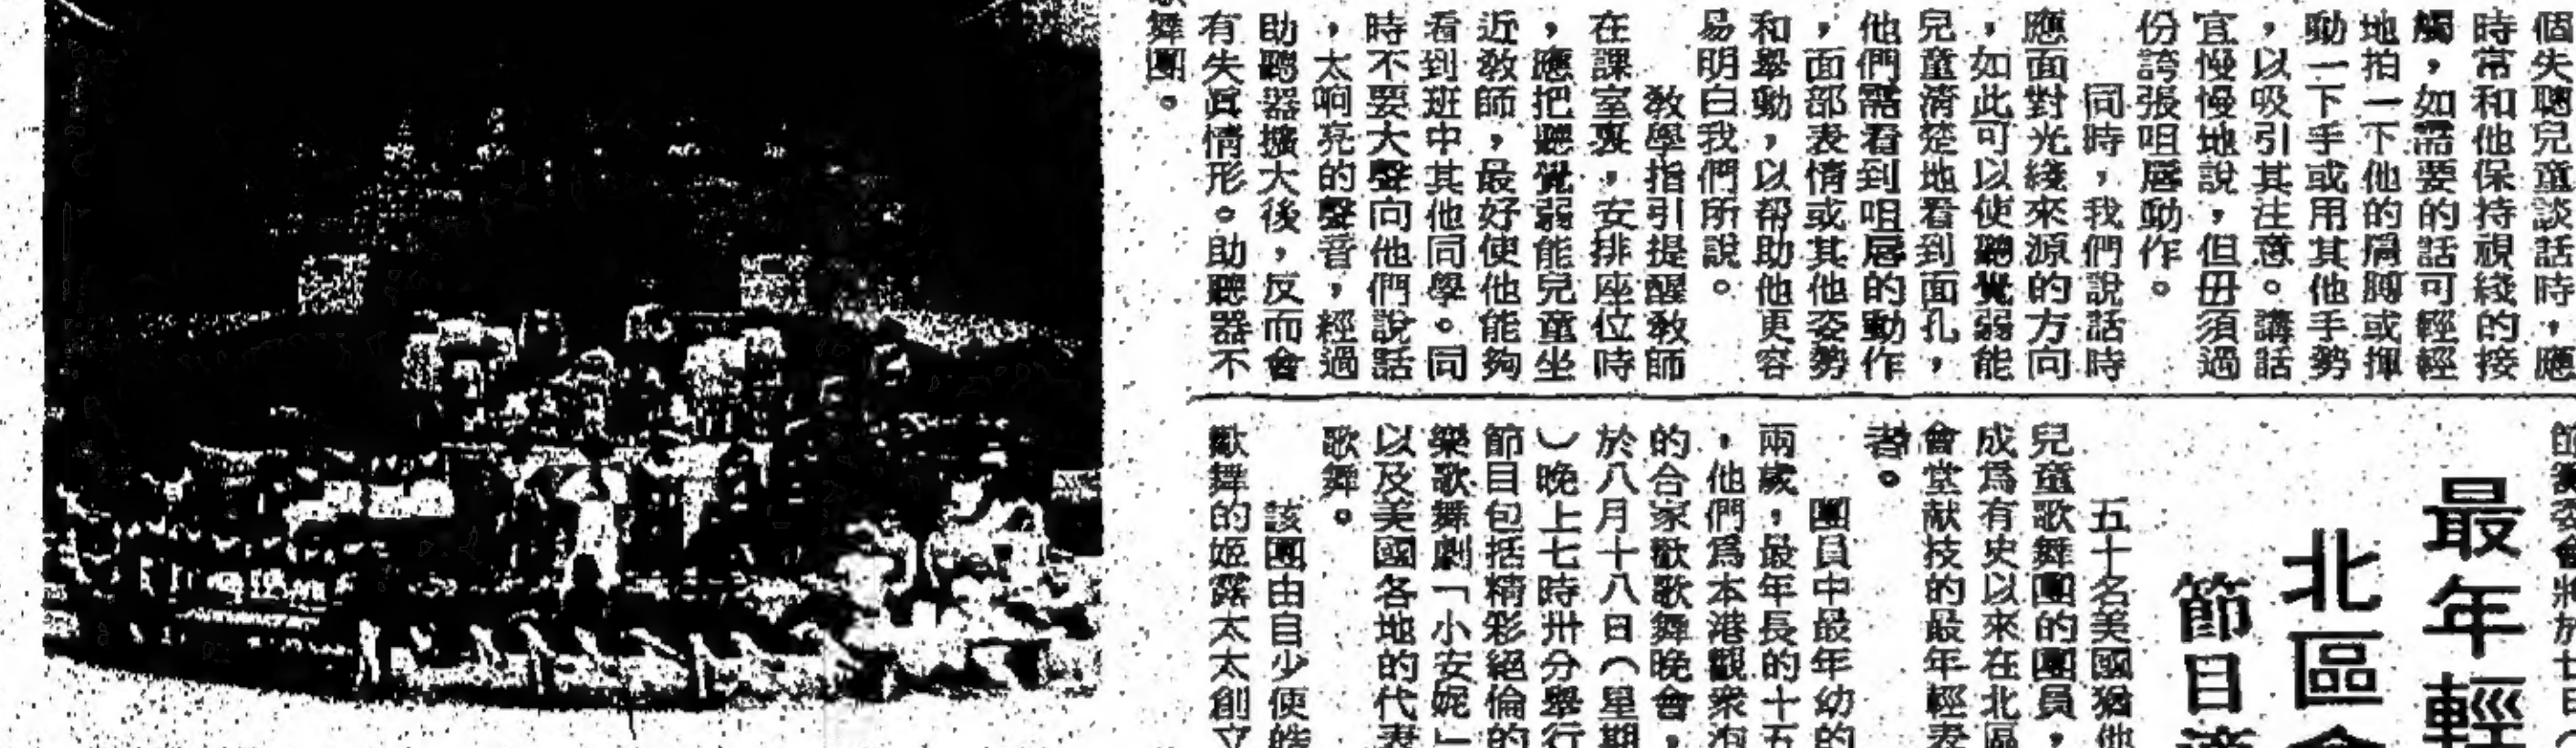 個失聰兒童談話時，應
時常和他保持視綫的接
觸，如需要的話可輕輕
地拍一下他的肩膊或揮
動一下手或用其他手勢
，以吸引其注意。講話
宜慢慢地說，但毋須過
份誇張咀唇動作。
同時，我們說話時
應面對光綫來源的方向
，如此可以使聽覺弱能
兒童清楚地看到面孔，
他們需看到咀唇的動作
，面部表情或其他姿勢
和舉動，以帮助他更容
易明白我們所說。
教學指引提醒教師
在課室裏，安排座位時
，應把聽覺弱能兒童坐
近教師，最好使他能夠
看到班中其他同學。同
時不要大聲向他們說話
，太响亮的聲音，經過
助聽器擴大後，反而會
有失眞情形。助聽器不
舞團。
最年輕
北區會
節目
五十名美國猶他
兒童歌舞團的團員，
成爲有史以來在北區
會堂献技的最年輕表
者。
團員中最年幼的
兩歲，最年長的十五
，他們爲本港觀衆
的合家歡歌舞晚會，
於八月十八日（星期
）晚上七時卅分舉行
節目包括精彩絕倫的
樂歌舞劇「小安妮」
以及美國各地的代表
歌舞。
該團由自少便
歡舞的姬露太太創立